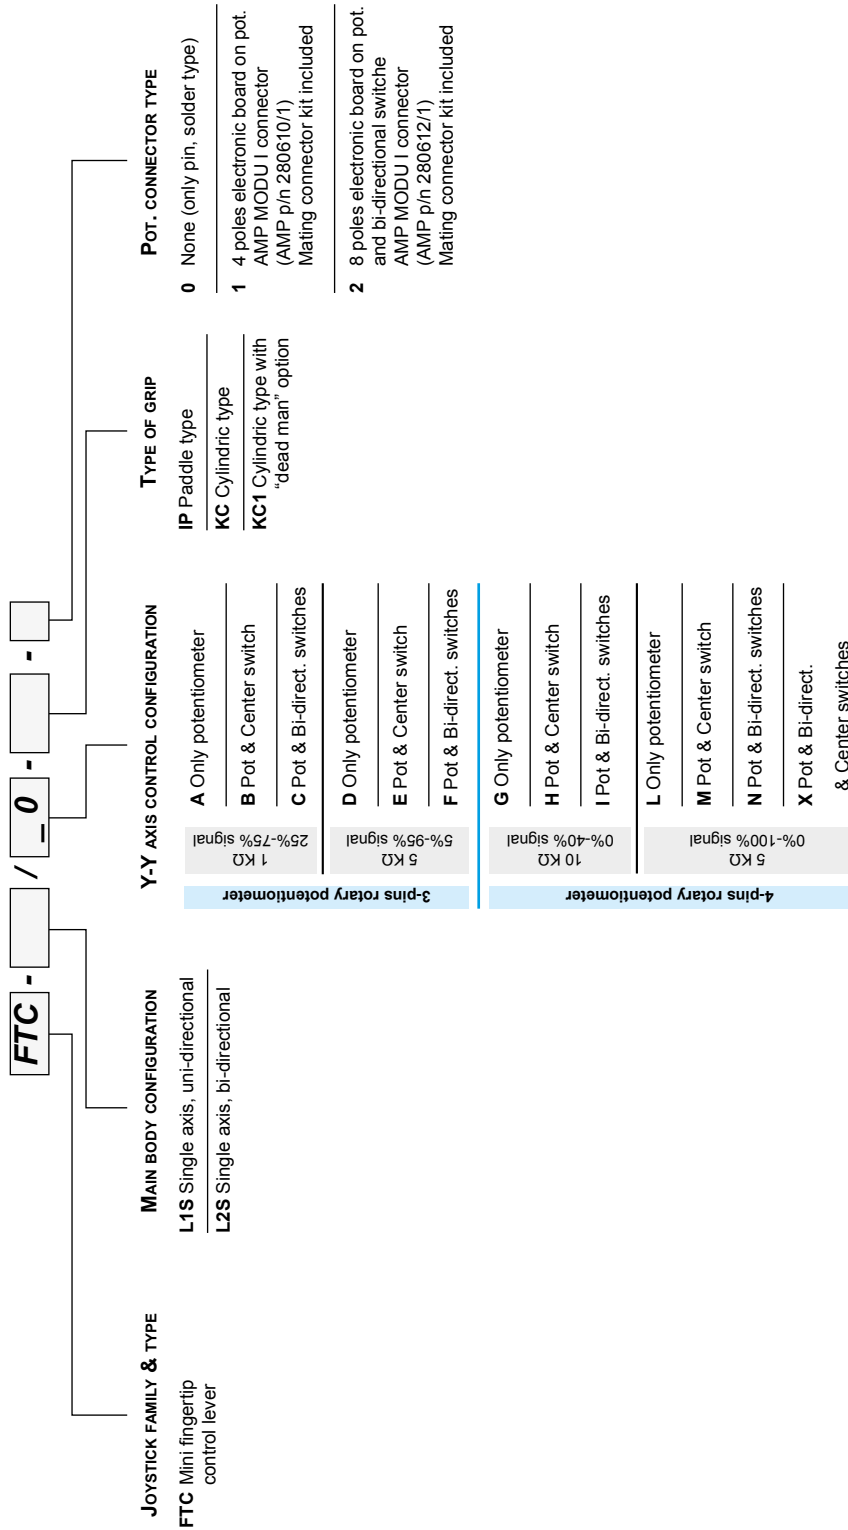 FTC - / _0 - -
JOYSTICK FAMILY & TYPE
FTC Mini fingertip
control lever
MAIN BODY CONFIGURATION
L1S Single axis, uni-directional
L2S Single axis, bi-directional
Y-Y AXIS CONTROL CONFIGURATION
3-pins rotary potentiometer
1 KΩ
25%-75% signal
A Only potentiometer
B Pot & Center switch
C Pot & Bi-direct. switches
5 KΩ
5%-95% signal
D Only potentiometer
E Pot & Center switch
F Pot & Bi-direct. switches
4-pins rotary potentiometer
10 KΩ
0%-40% signal
G Only potentiometer
H Pot & Center switch
I Pot & Bi-direct. switches
5 KΩ
0%-100% signal
L Only potentiometer
M Pot & Center switch
N Pot & Bi-direct. switches
X Pot & Bi-direct.
& Center switches
TYPE OF GRIP
IP Paddle type
KC Cylindric type
KC1 Cylindric type with
“dead man” option
POT. CONNECTOR TYPE
0 None (only pin, solder type)
1 4 poles electronic board on pot.
AMP MODU I connector
(AMP p/n 280610/1)
Mating connector kit included
2 8 poles electronic board on pot.
and bi-directional switche
AMP MODU I connector
(AMP p/n 280612/1)
Mating connector kit included